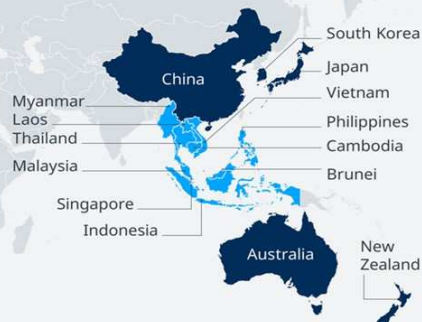 South Korea
Japan
China
Vietnam
Myanmar
Laos
Philippines
Thailand
Cambodia
Malaysia
Brunei
Singapore
Indonesia
Australia
New
Zealand